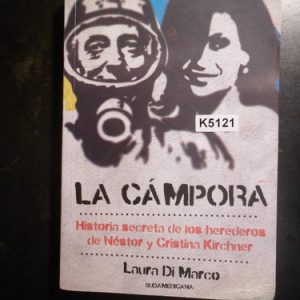 K5121
LA CÁMPORA
Historia secreta de los herederos
de Néstor y Cristina Kirchner
Laura Di Marco
SUDAMERICANA